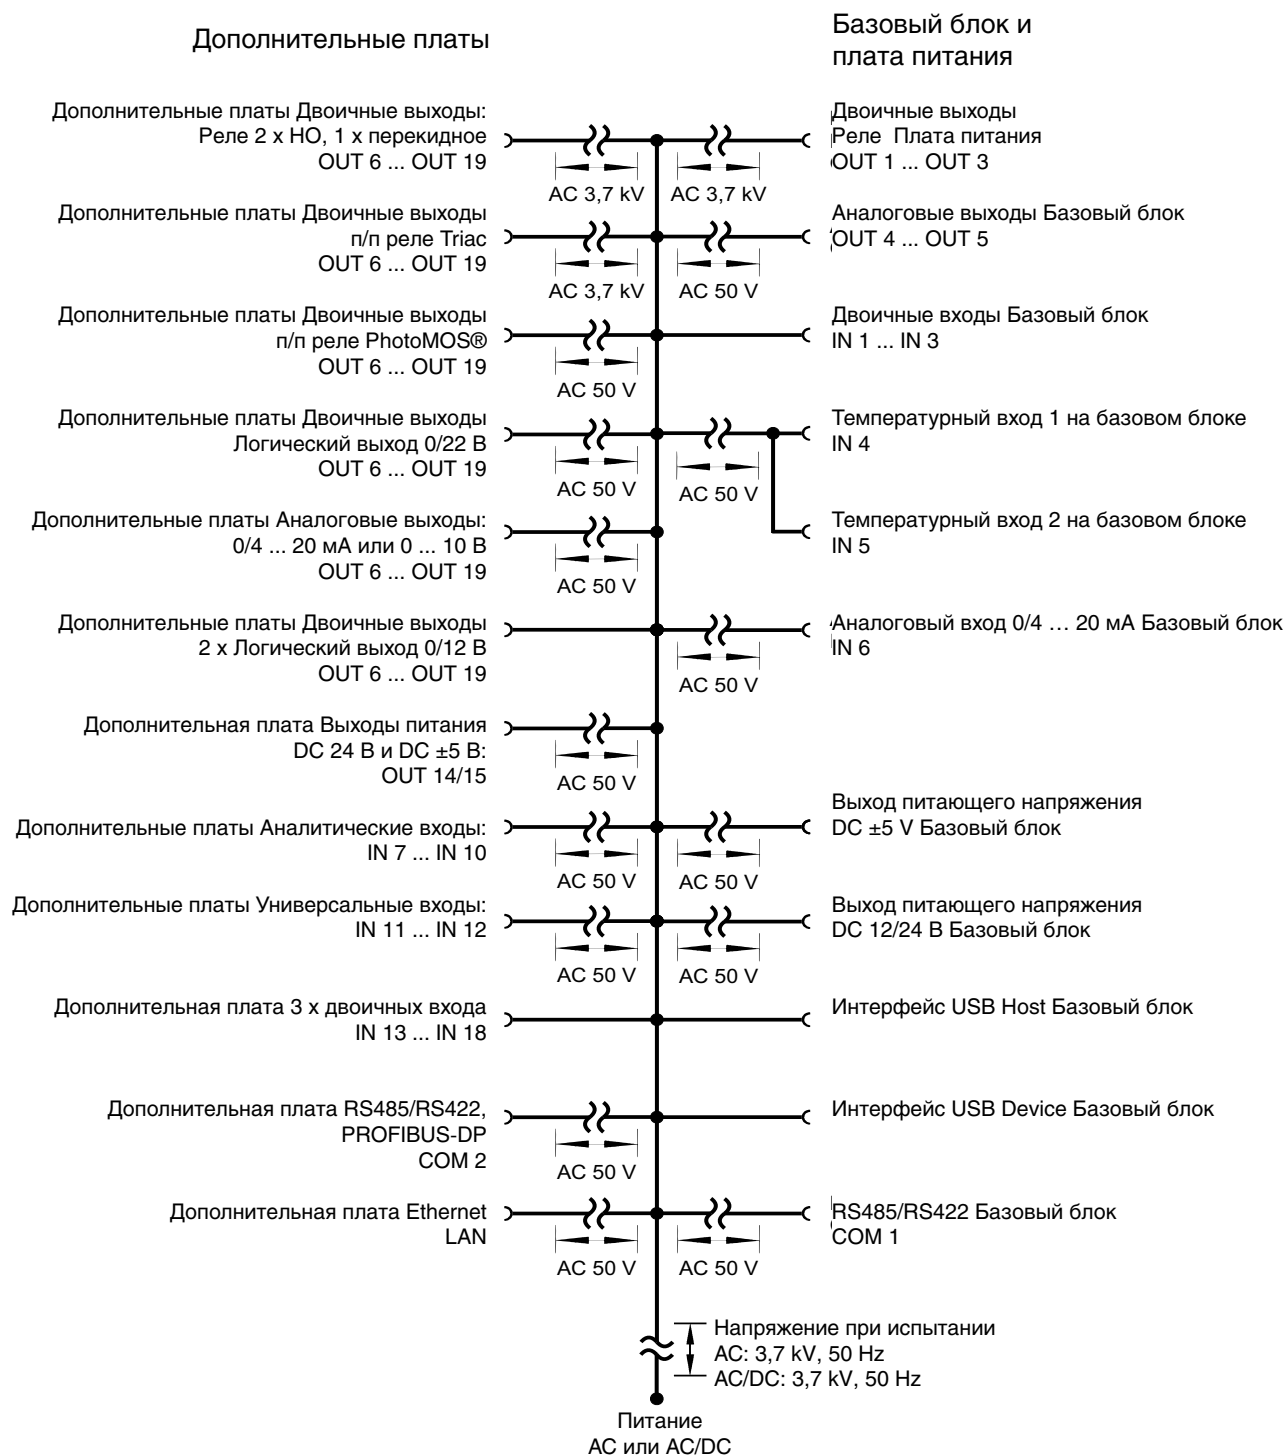 Дополнительные платы
Базовый блок и
плата питания
Дополнительные платы Двоичные выходы:
Реле 2 x НО, 1 x перекидное
OUT 6 ... OUT 19
AC 3,7 kV
AC 3,7 kV
Двоичные выходы
Реле Плата питания
OUT 1 ... OUT 3
Дополнительные платы Двоичные выходы
п/п реле Triac
OUT 6 ... OUT 19
AC 3,7 kV
AC 50 V
Аналоговые выходы Базовый блок
OUT 4 ... OUT 5
Дополнительные платы Двоичные выходы
п/п реле PhotoMOS®
OUT 6 ... OUT 19
AC 50 V
Двоичные входы Базовый блок
IN 1 ... IN 3
Дополнительные платы Двоичные выходы
Логический выход 0/22 В
OUT 6 ... OUT 19
AC 50 V
AC 50 V
Температурный вход 1 на базовом блоке
IN 4
Дополнительные платы Аналоговые выходы:
0/4 ... 20 мА или 0 ... 10 В
OUT 6 ... OUT 19
AC 50 V
Температурный вход 2 на базовом блоке
IN 5
Дополнительные платы Двоичные выходы
2 x Логический выход 0/12 В
OUT 6 ... OUT 19
AC 50 V
Аналоговый вход 0/4 … 20 мА Базовый блок
IN 6
Дополнительная плата Выходы питания
DC 24 В и DC ±5 В:
OUT 14/15
AC 50 V
Дополнительные платы Аналитические входы:
IN 7 ... IN 10
AC 50 V
AC 50 V
Выход питающего напряжения
DC ±5 V Базовый блок
Дополнительные платы Универсальные входы:
IN 11 ... IN 12
AC 50 V
AC 50 V
Выход питающего напряжения
DC 12/24 В Базовый блок
Дополнительная плата 3 x двоичных входа
IN 13 ... IN 18
Интерфейс USB Host Базовый блок
Дополнительная плата RS485/RS422,
PROFIBUS-DP
COM 2
AC 50 V
Интерфейс USB Device Базовый блок
Дополнительная плата Ethernet
LAN
AC 50 V
AC 50 V
RS485/RS422 Базовый блок
COM 1
Напряжение при испытании
AC: 3,7 kV, 50 Hz
AC/DC: 3,7 kV, 50 Hz
Питание
AC или AC/DC